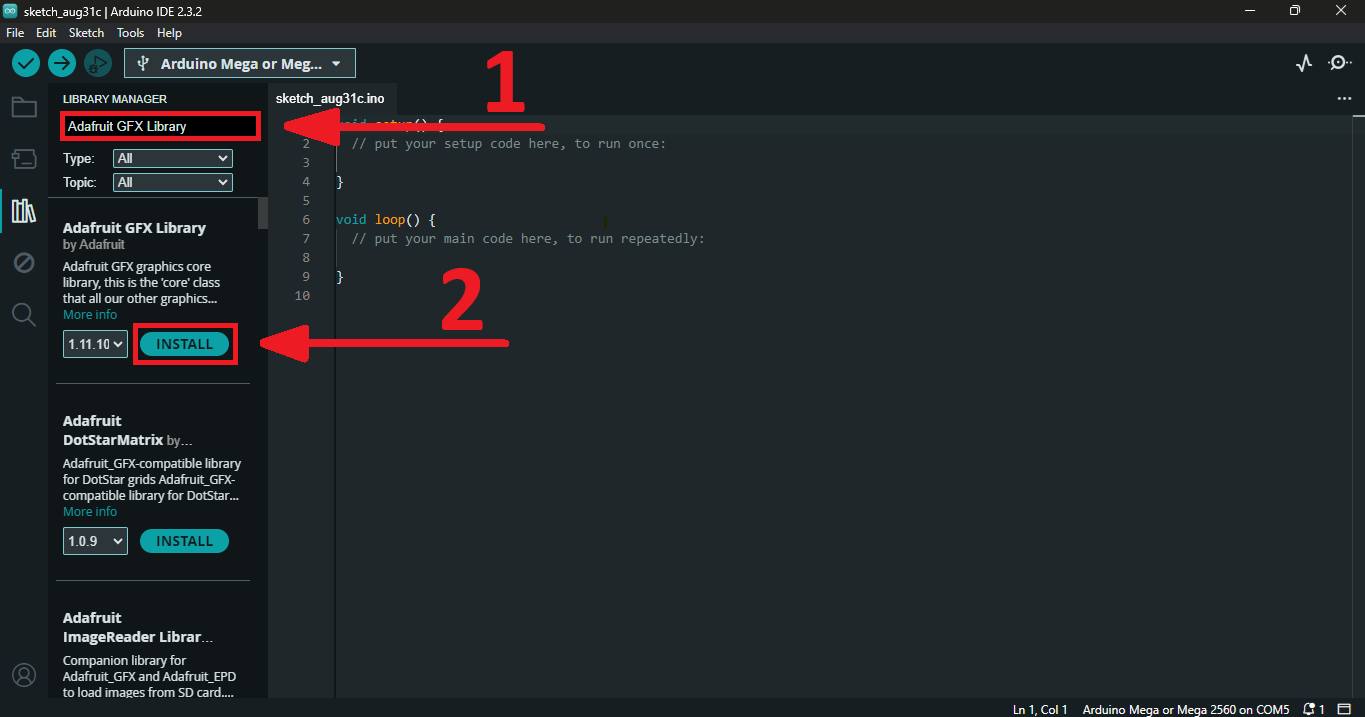 sketch_aug31c | Arduino IDE 2.3.2
File Edit Sketch Tools Help
Arduino Mega or Meg...
LIBRARY MANAGER
Adafruit GFX Library
Type: All
Topic: All
Adafruit GFX Library
by Adafruit
Adafruit GFX graphics core
library, this is the 'core' class
that all our other graphics...
More info
1.11.10 INSTALL
Adafruit
DotStarMatrix by...
Adafruit_GFX-compatible library
for DotStar grids Adafruit_GFX-
compatible library for DotStar...
More info
1.0.9 INSTALL
Adafruit
ImageReader Librar...
Companion library for
Adafruit_GFX and Adafruit_EPD
to load images from SD card....
sketch_aug31c.ino
1
void setup() {
2 // put your setup code here, to run once:
3
4 }
5
6 void loop() {
7 // put your main code here, to run repeatedly:
8
9 }
10
2
Ln 1, Col 1 Arduino Mega or Mega 2560 on COM5 1